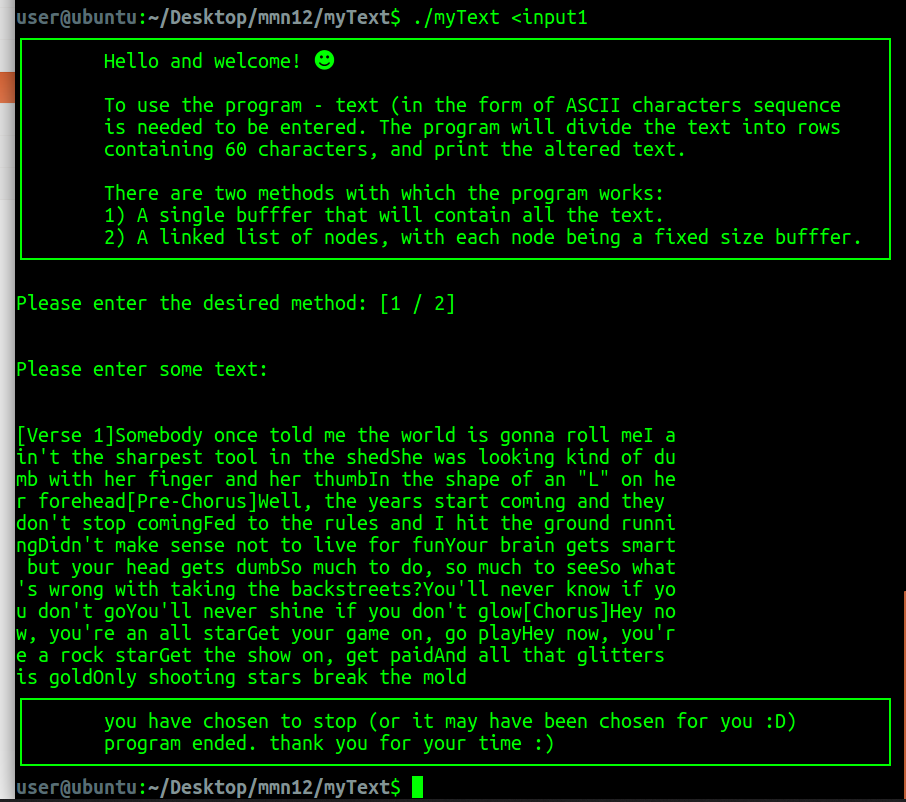 user@ubuntu:~/Desktop/mmn12/myText$ ./myText <input1
Hello and welcome! ☻
To use the program - text (in the form of ASCII characters sequence
is needed to be entered. The program will divide the text into rows
containing 60 characters, and print the altered text.
There are two methods with which the program works:
1) A single bufffer that will contain all the text.
2) A linked list of nodes, with each node being a fixed size bufffer.
Please enter the desired method: [1 / 2]
Please enter some text:
[Verse 1]Somebody once told me the world is gonna roll meI a
in't the sharpest tool in the shedShe was looking kind of du
mb with her finger and her thumbIn the shape of an "L" on he
r forehead[Pre-Chorus]Well, the years start coming and they
don't stop comingFed to the rules and I hit the ground runni
ngDidn't make sense not to live for funYour brain gets smart
 but your head gets dumbSo much to do, so much to seeSo what
's wrong with taking the backstreets?You'll never know if yo
u don't goYou'll never shine if you don't glow[Chorus]Hey no
w, you're an all starGet your game on, go playHey now, you'r
e a rock starGet the show on, get paidAnd all that glitters
is goldOnly shooting stars break the mold
you have chosen to stop (or it may have been chosen for you :D)
program ended. thank you for your time :)
user@ubuntu:~/Desktop/mmn12/myText$